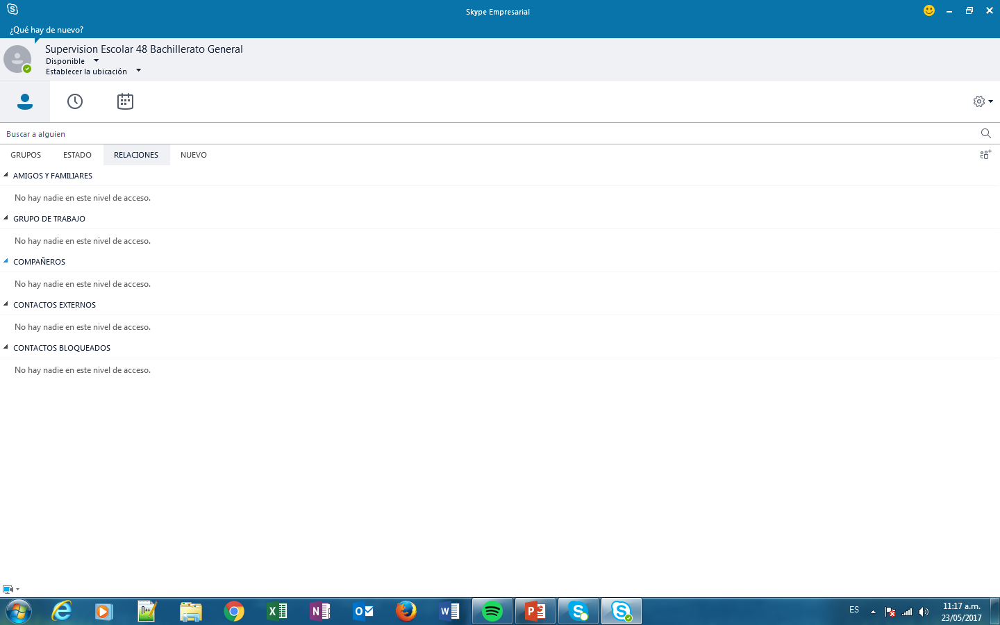 Skype Empresarial
¿Qué hay de nuevo?
Supervision Escolar 48 Bachillerato General
Disponible
Establecer la ubicación
Buscar a alguien
GRUPOS ESTADO RELACIONES NUEVO
AMIGOS Y FAMILIARES
No hay nadie en este nivel de acceso.
GRUPO DE TRABAJO
No hay nadie en este nivel de acceso.
COMPAÑEROS
No hay nadie en este nivel de acceso.
CONTACTOS EXTERNOS
No hay nadie en este nivel de acceso.
CONTACTOS BLOQUEADOS
No hay nadie en este nivel de acceso.
ES
11:17 a.m.
23/05/2017